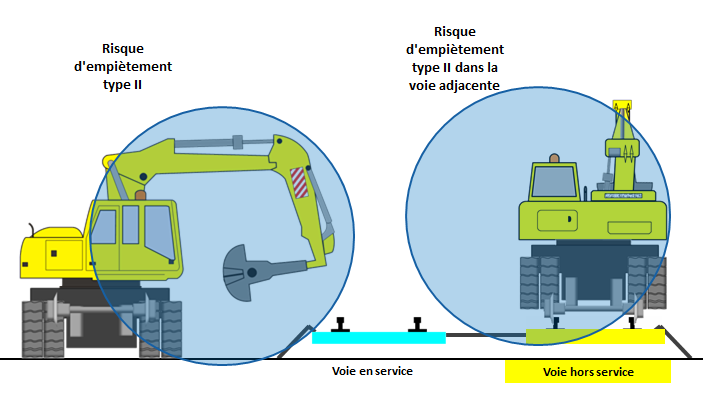 Risque
d'empiètement
type II
Risque
d'empiètement
type II dans la
voie adjacente
Voie en service
Voie hors service